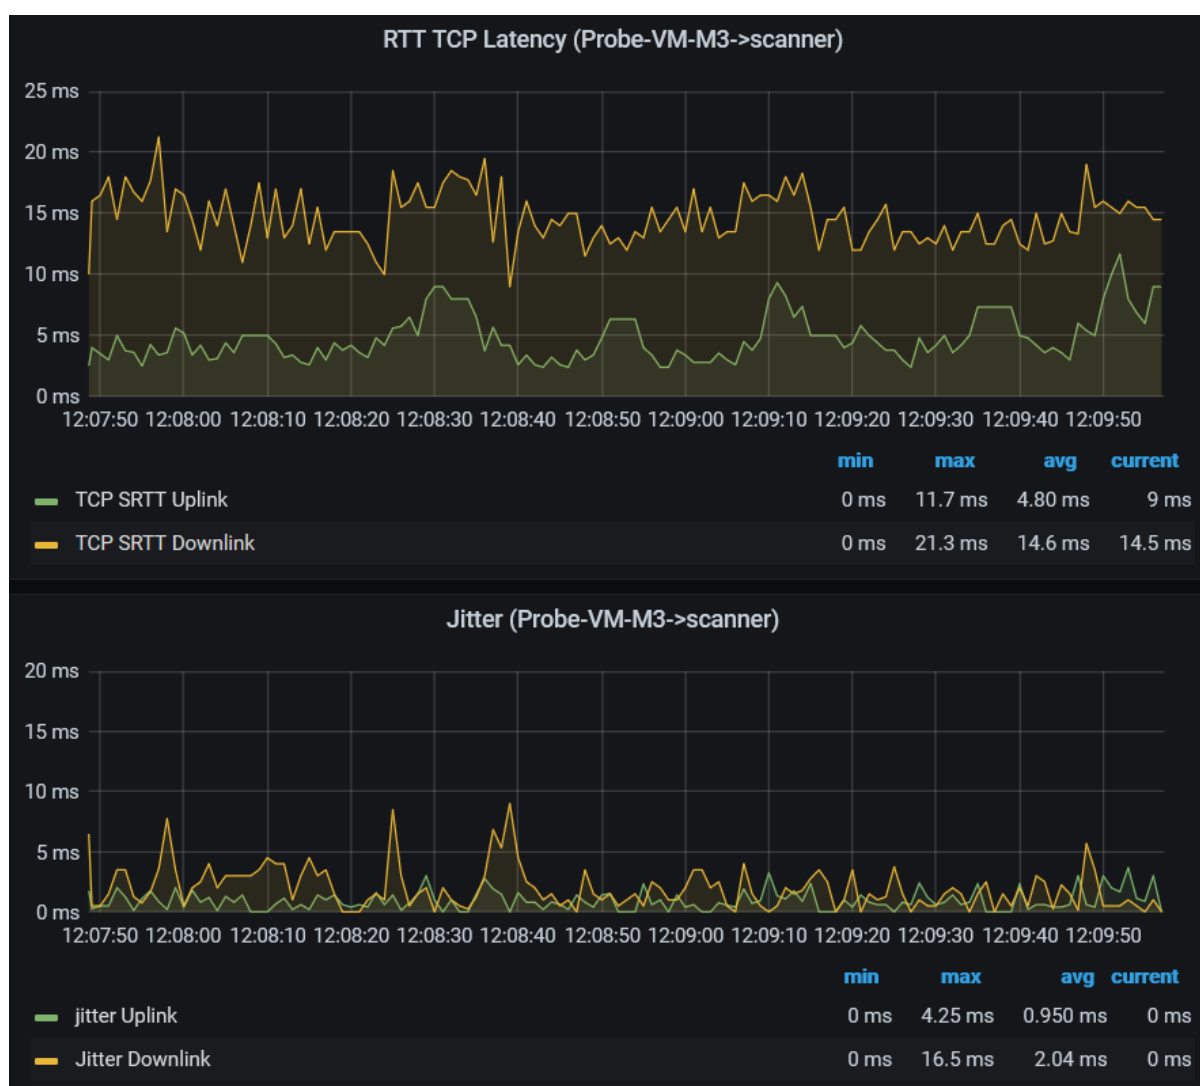 RTT TCP Latency (Probe-VM-M3->scanner)
25 ms
20 ms
15 ms
10 ms
5 ms
0 ms
12:07:50 12:08:00 12:08:10 12:08:20 12:08:30 12:08:40 12:08:50 12:09:00 12:09:10 12:09:20 12:09:30 12:09:40 12:09:50
min max avg current
TCP SRTT Uplink 0 ms 11.7 ms 4.80 ms 9 ms
TCP SRTT Downlink 0 ms 21.3 ms 14.6 ms 14.5 ms
Jitter (Probe-VM-M3->scanner)
20 ms
15 ms
10 ms
5 ms
0 ms
12:07:50 12:08:00 12:08:10 12:08:20 12:08:30 12:08:40 12:08:50 12:09:00 12:09:10 12:09:20 12:09:30 12:09:40 12:09:50
min max avg current
jitter Uplink 0 ms 4.25 ms 0.950 ms 0 ms
Jitter Downlink 0 ms 16.5 ms 2.04 ms 0 ms